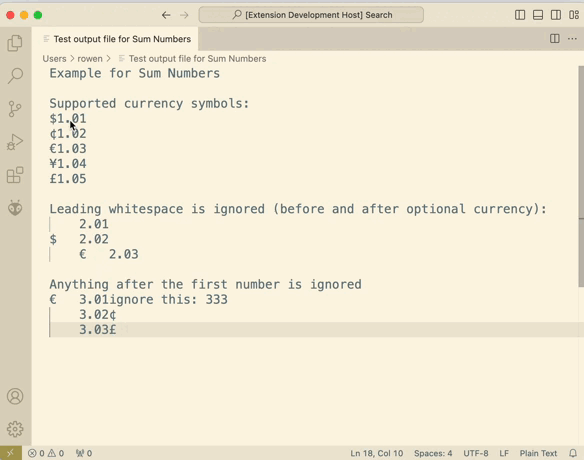 [Extension Development Host] Search
Test output file for Sum Numbers
Users > rowen > Test output file for Sum Numbers
Example for Sum Numbers
Supported currency symbols:
$1.01
¢1.02
€1.03
¥1.04
£1.05
Leading whitespace is ignored (before and after optional currency):
2.01
$   2.02
€   2.03
Anything after the first number is ignored
€   3.01ignore this: 333
3.02¢
3.03£
0 0 0
Ln 18, Col 10 Spaces: 4 UTF-8 LF Plain Text